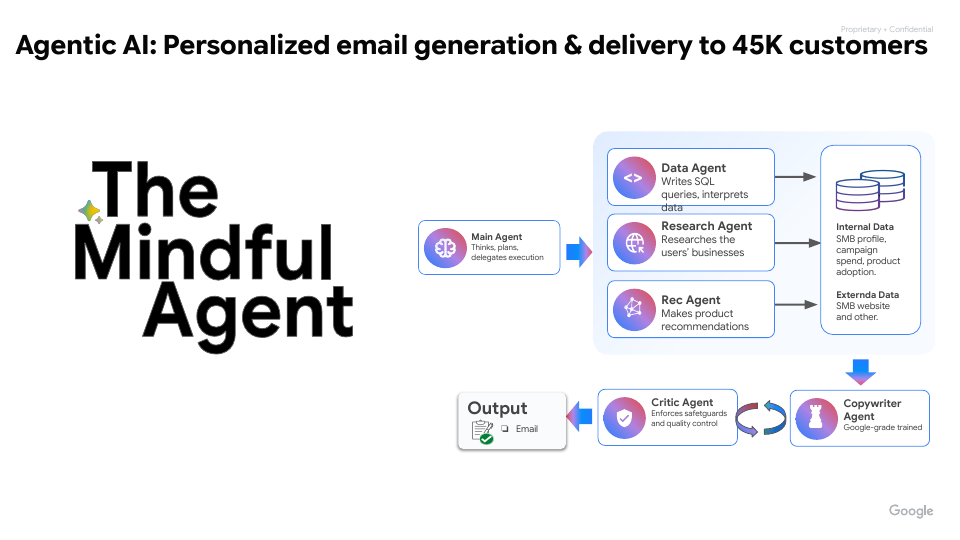 Proprietary + Confidential
Agentic AI: Personalized email generation & delivery to 45K customers
The
Mindful
Agent
Main Agent
Thinks, plans,
delegates execution
Data Agent
Writes SQL
queries, interprets
data
Research Agent
Researches the
users' businesses
Rec Agent
Makes product
recommendations
Internal Data
SMB profile,
campaign
spend, product
adoption.
Externda Data
SMB website
and other.
Output
Email
Critic Agent
Enforces safetguards
and quality control
Copywriter
Agent
Google-grade trained
Google